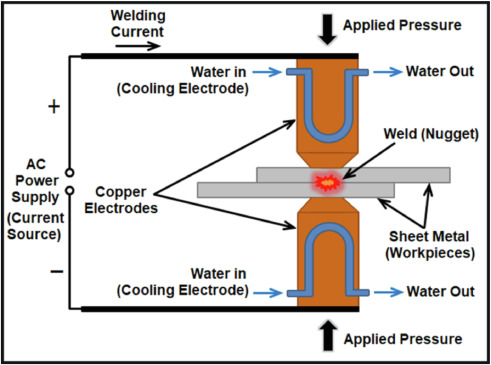 Welding
Current
Applied Pressure
Water in
(Cooling Electrode)
Water Out
+
AC
Power
Supply
(Current
Source)
−
Copper
Electrodes
Weld (Nugget)
Sheet Metal
(Workpieces)
Water in
(Cooling Electrode)
Water Out
Applied Pressure